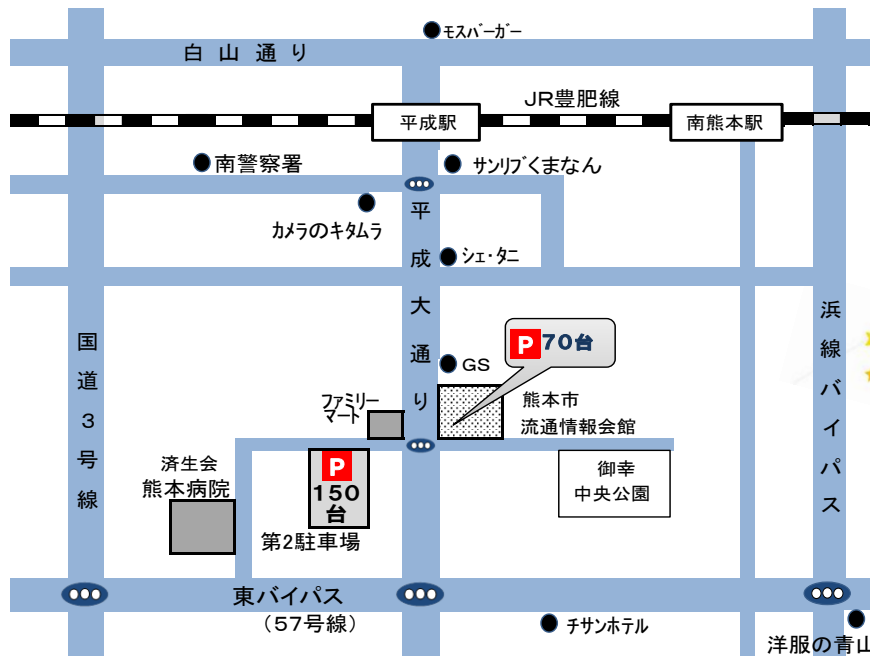 モスバーガー
白山通り
JR豊肥線
平成駅
南熊本駅
南警察署
サンリブくまなん
カメラのキタムラ
平成大通り
シェ・タニ
P 70台
GS
国道3号線
浜線バイパス
ファミリー
マート
熊本市
流通情報会館
済生会
熊本病院
P
150
台
第2駐車場
御幸
中央公園
東バイパス
(57号線)
チサンホテル
洋服の青山